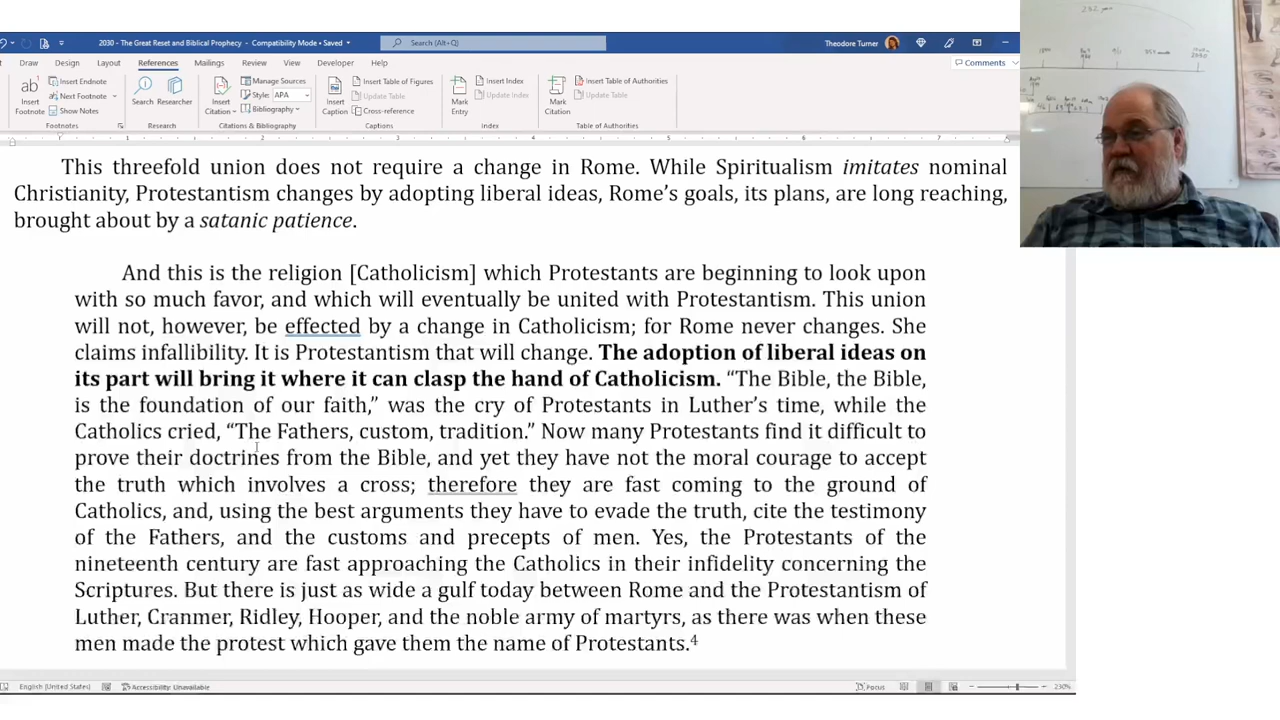 2030 – The Great Reset and Biblical Prophecy - Compatibility Mode • Saved
Search (Alt+Q)
Theodore Turner
Draw Design Layout References Mailings Review View Developer Help
Comments
ab
Insert Footnote
Insert Endnote
Next Footnote
Show Notes
Footnotes
Search
Researcher
Research
Insert Citation
Manage Sources
Style: APA
Bibliography
Citations & Bibliography
Insert Caption
Insert Table of Figures
Update Table
Cross-reference
Captions
Mark Entry
Insert Index
Update Index
Index
Mark Citation
Insert Table of Authorities
Update Table
Table of Authorities
1 2 3 4 5 6 7
This threefold union does not require a change in Rome. While Spiritualism imitates nominal
Christianity, Protestantism changes by adopting liberal ideas, Rome’s goals, its plans, are long reaching,
brought about by a satanic patience.
And this is the religion [Catholicism] which Protestants are beginning to look upon
with so much favor, and which will eventually be united with Protestantism. This union
will not, however, be effected by a change in Catholicism; for Rome never changes. She
claims infallibility. It is Protestantism that will change. The adoption of liberal ideas on
its part will bring it where it can clasp the hand of Catholicism. “The Bible, the Bible,
is the foundation of our faith,” was the cry of Protestants in Luther’s time, while the
Catholics cried, “The Fathers, custom, tradition.” Now many Protestants find it difficult to
prove their doctrines from the Bible, and yet they have not the moral courage to accept
the truth which involves a cross; therefore they are fast coming to the ground of
Catholics, and, using the best arguments they have to evade the truth, cite the testimony
of the Fathers, and the customs and precepts of men. Yes, the Protestants of the
nineteenth century are fast approaching the Catholics in their infidelity concerning the
Scriptures. But there is just as wide a gulf today between Rome and the Protestantism of
Luther, Cranmer, Ridley, Hooper, and the noble army of martyrs, as there was when these
men made the protest which gave them the name of Protestants.⁴
English (United States)
Accessibility: Unavailable
Focus
230%